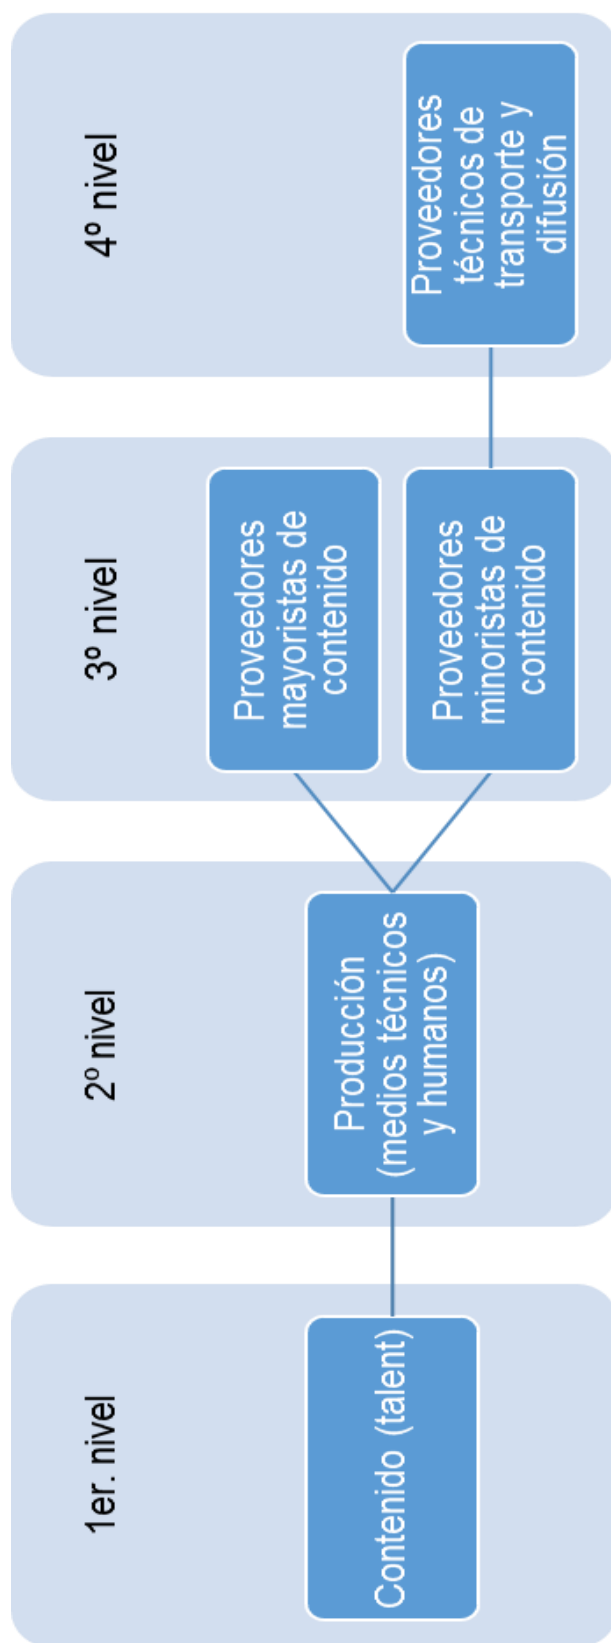 1er. nivel
Contenido (talent)
2º nivel
Producción
(medios técnicos
y humanos)
3º nivel
Proveedores
mayoristas de
contenido
Proveedores
minoristas de
contenido
4º nivel
Proveedores
técnicos de
transporte y
difusión